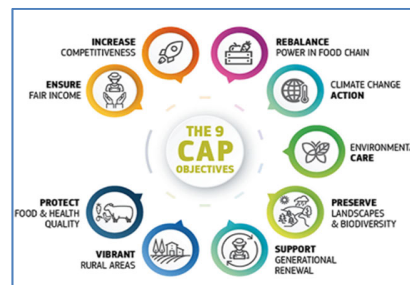 INCREASE
COMPETITIVENESS
REBALANCE
POWER IN FOOD CHAIN
ENSURE
FAIR INCOME
CLIMATE CHANGE
ACTION
THE 9
CAP
OBJECTIVES
ENVIRONMENT
CARE
PROTECT
FOOD & HEALTH
QUALITY
PRESERVE
LANDSCAPES
& BIODIVERSITY
VIBRANT
RURAL AREAS
SUPPORT
GENERATIONAL
RENEWAL